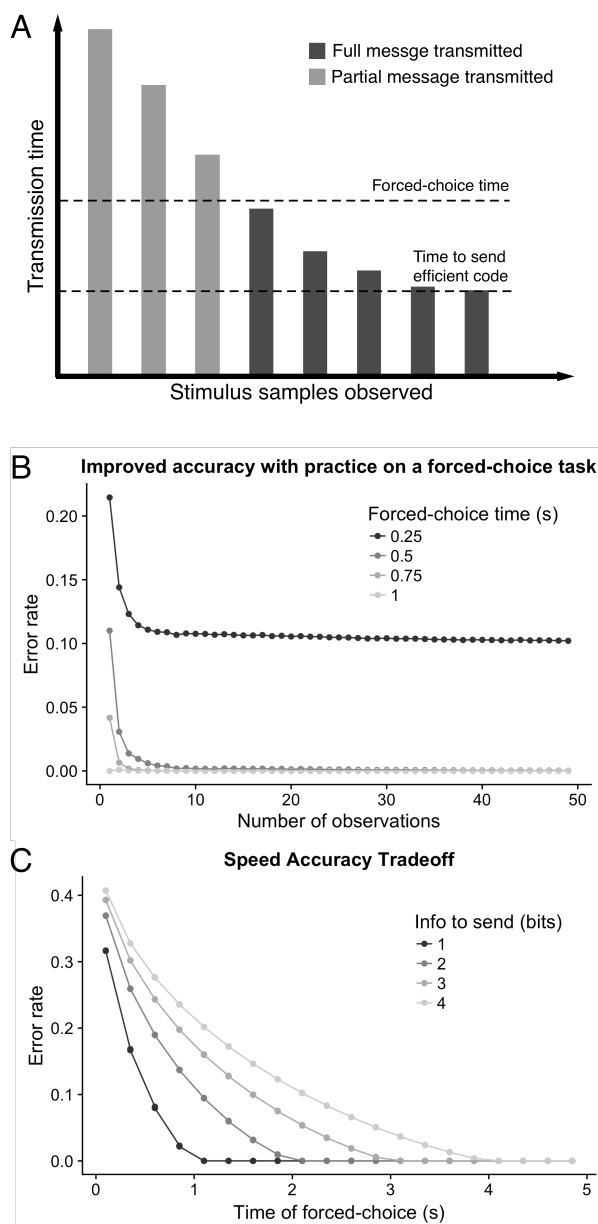 A
Full messge transmitted
Partial message transmitted
Forced-choice time
Time to send
efficient code
Transmission time
Stimulus samples observed
B
Improved accuracy with practice on a forced-choice task
Forced-choice time (s)
0.25
0.5
0.75
1
0.20
0.15
0.10
0.05
0.00
Error rate
0 10 20 30 40 50
Number of observations
C
Speed Accuracy Tradeoff
Info to send (bits)
1
2
3
4
0.4
0.3
0.2
0.1
0.0
Error rate
0 1 2 3 4 5
Time of forced-choice (s)